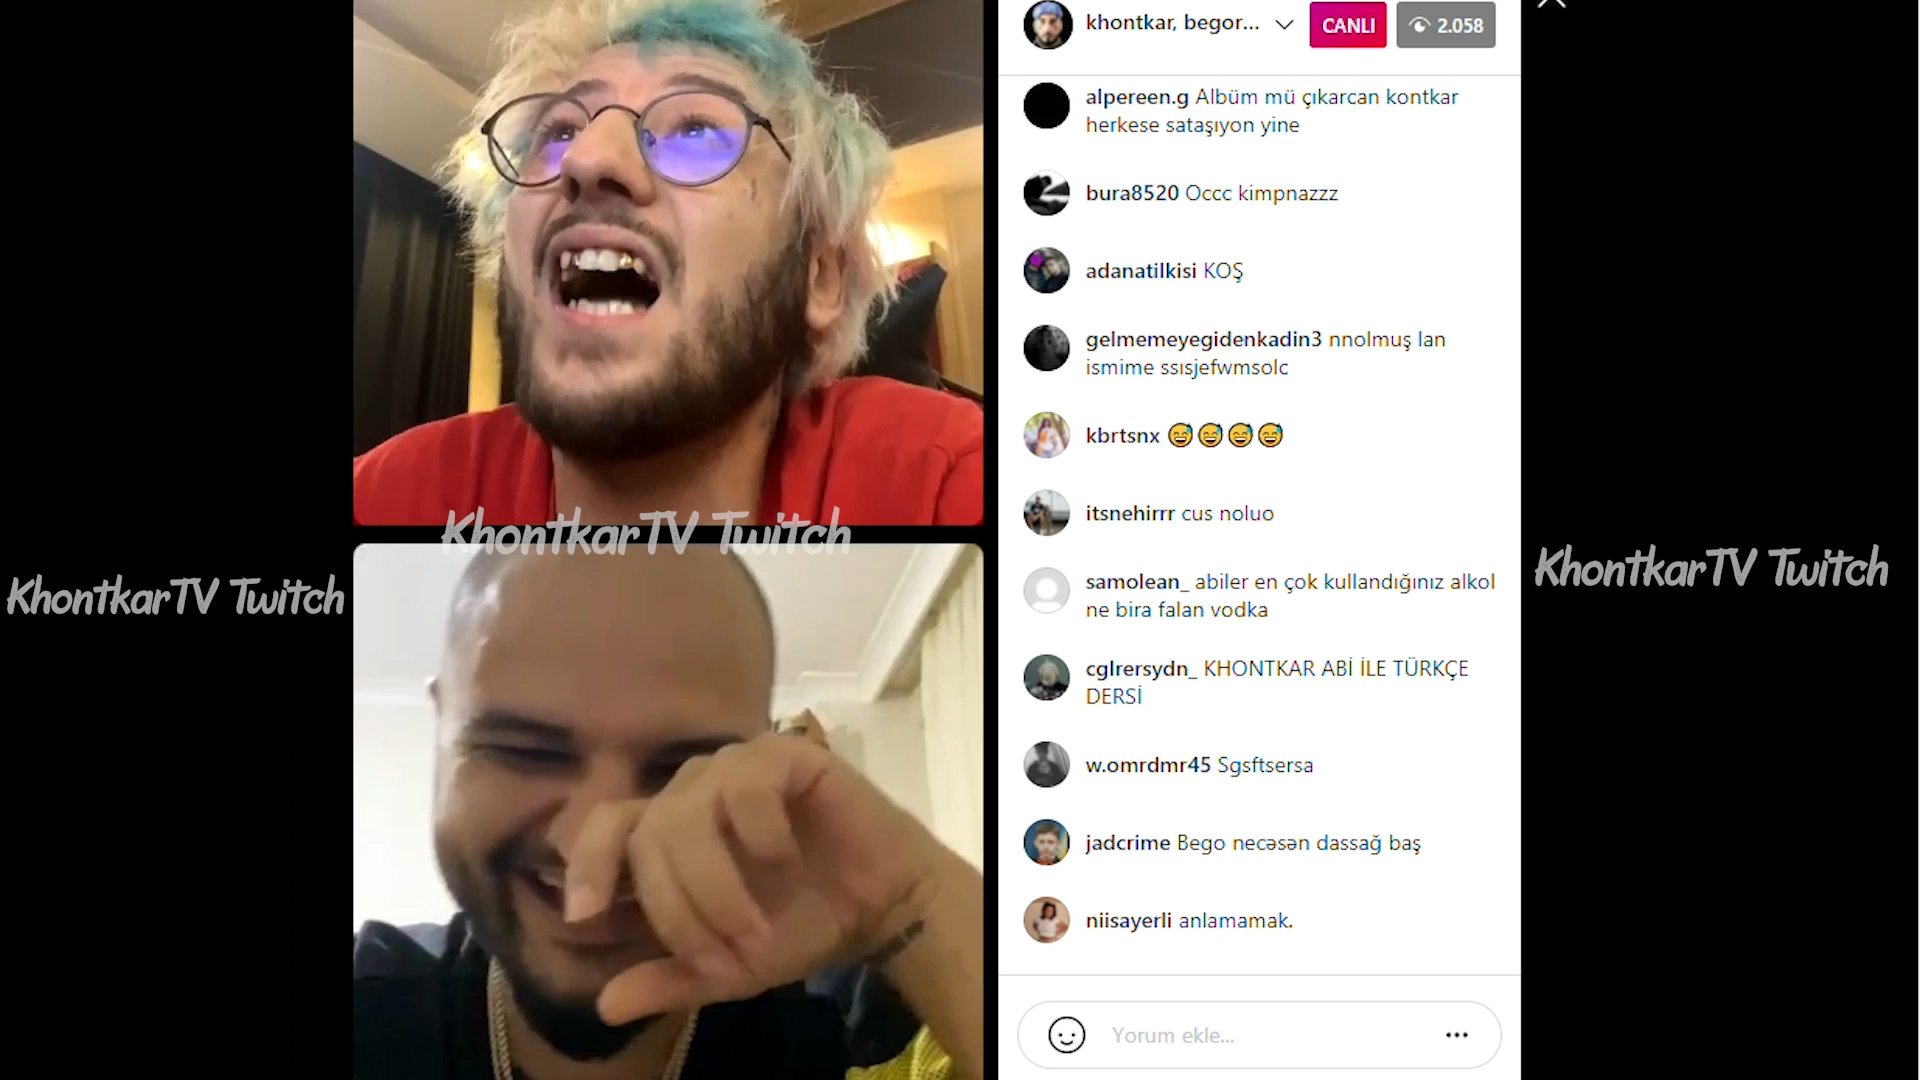 khontkar, begor...
CANLI
2.058
alpereen.g Albüm mü çıkarcan kontkar
herkese sataşıyon yine
bura8520 Occc kimpnazzz
adanatilkisi KOŞ
gelmemeyegidenkadin3 nnolmuş lan
ismime ssısjefwmsolc
kbrtsnx 😅😅😅😅
itsnehirrr cus noluo
samolean_ abiler en çok kullandığınız alkol
ne bira falan vodka
cglrersydn_ KHONTKAR ABİ İLE TÜRKÇE
DERSİ
w.omrdmr45 Sgsftsersa
jadcrime Bego necəsən dassağ baş
niisayerli anlamamak.
Yorum ekle...
KhontkarTV Twitch
KhontkarTV Twitch
KhontkarTV Twitch